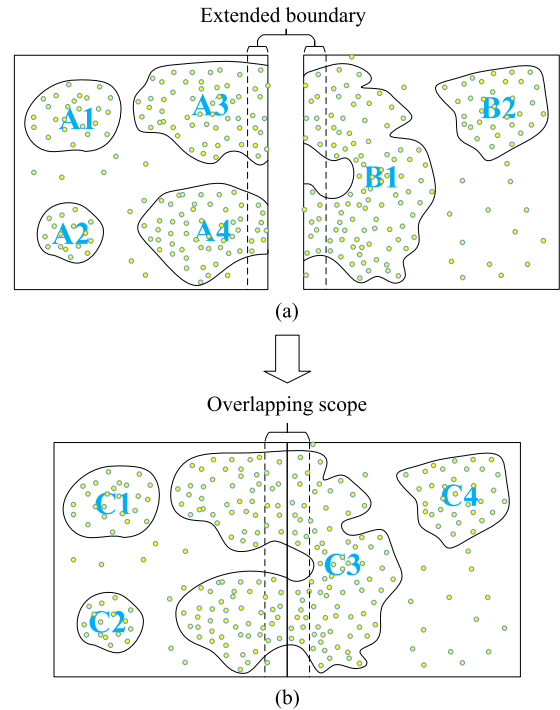 Extended boundary
A1
A3
B2
B1
A2
A4
(a)
Overlapping scope
C1
C4
C3
C2
(b)